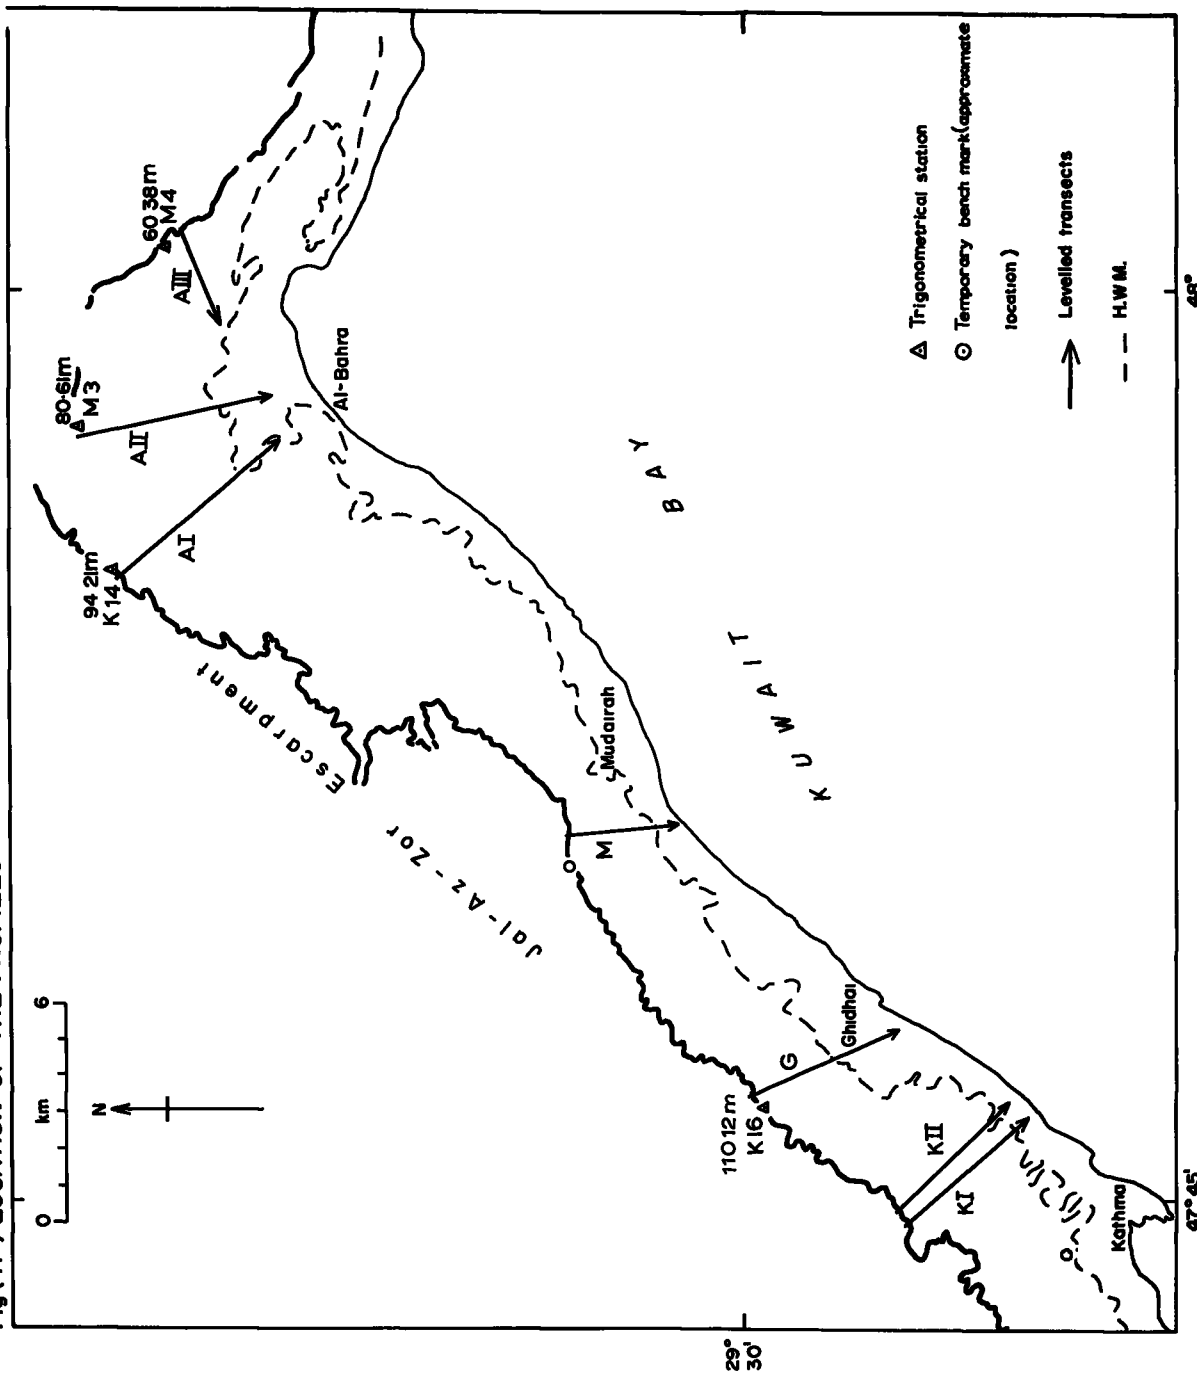 60 38m
M4
AIII
80·61m
M3
AII
94 21m
K14
AI
Al-Bahra
Escarpment
Jal-Az-Zor
Mudairah
M
KUWAIT
BAY
0 km 6
N
110 12m
K16
G
Ghidhai
KII
KI
Kathma
Trigonometrical station
Temporary bench mark(approximate
location)
Levelled transects
H.W.M.
29°
30'
47° 45'
48°